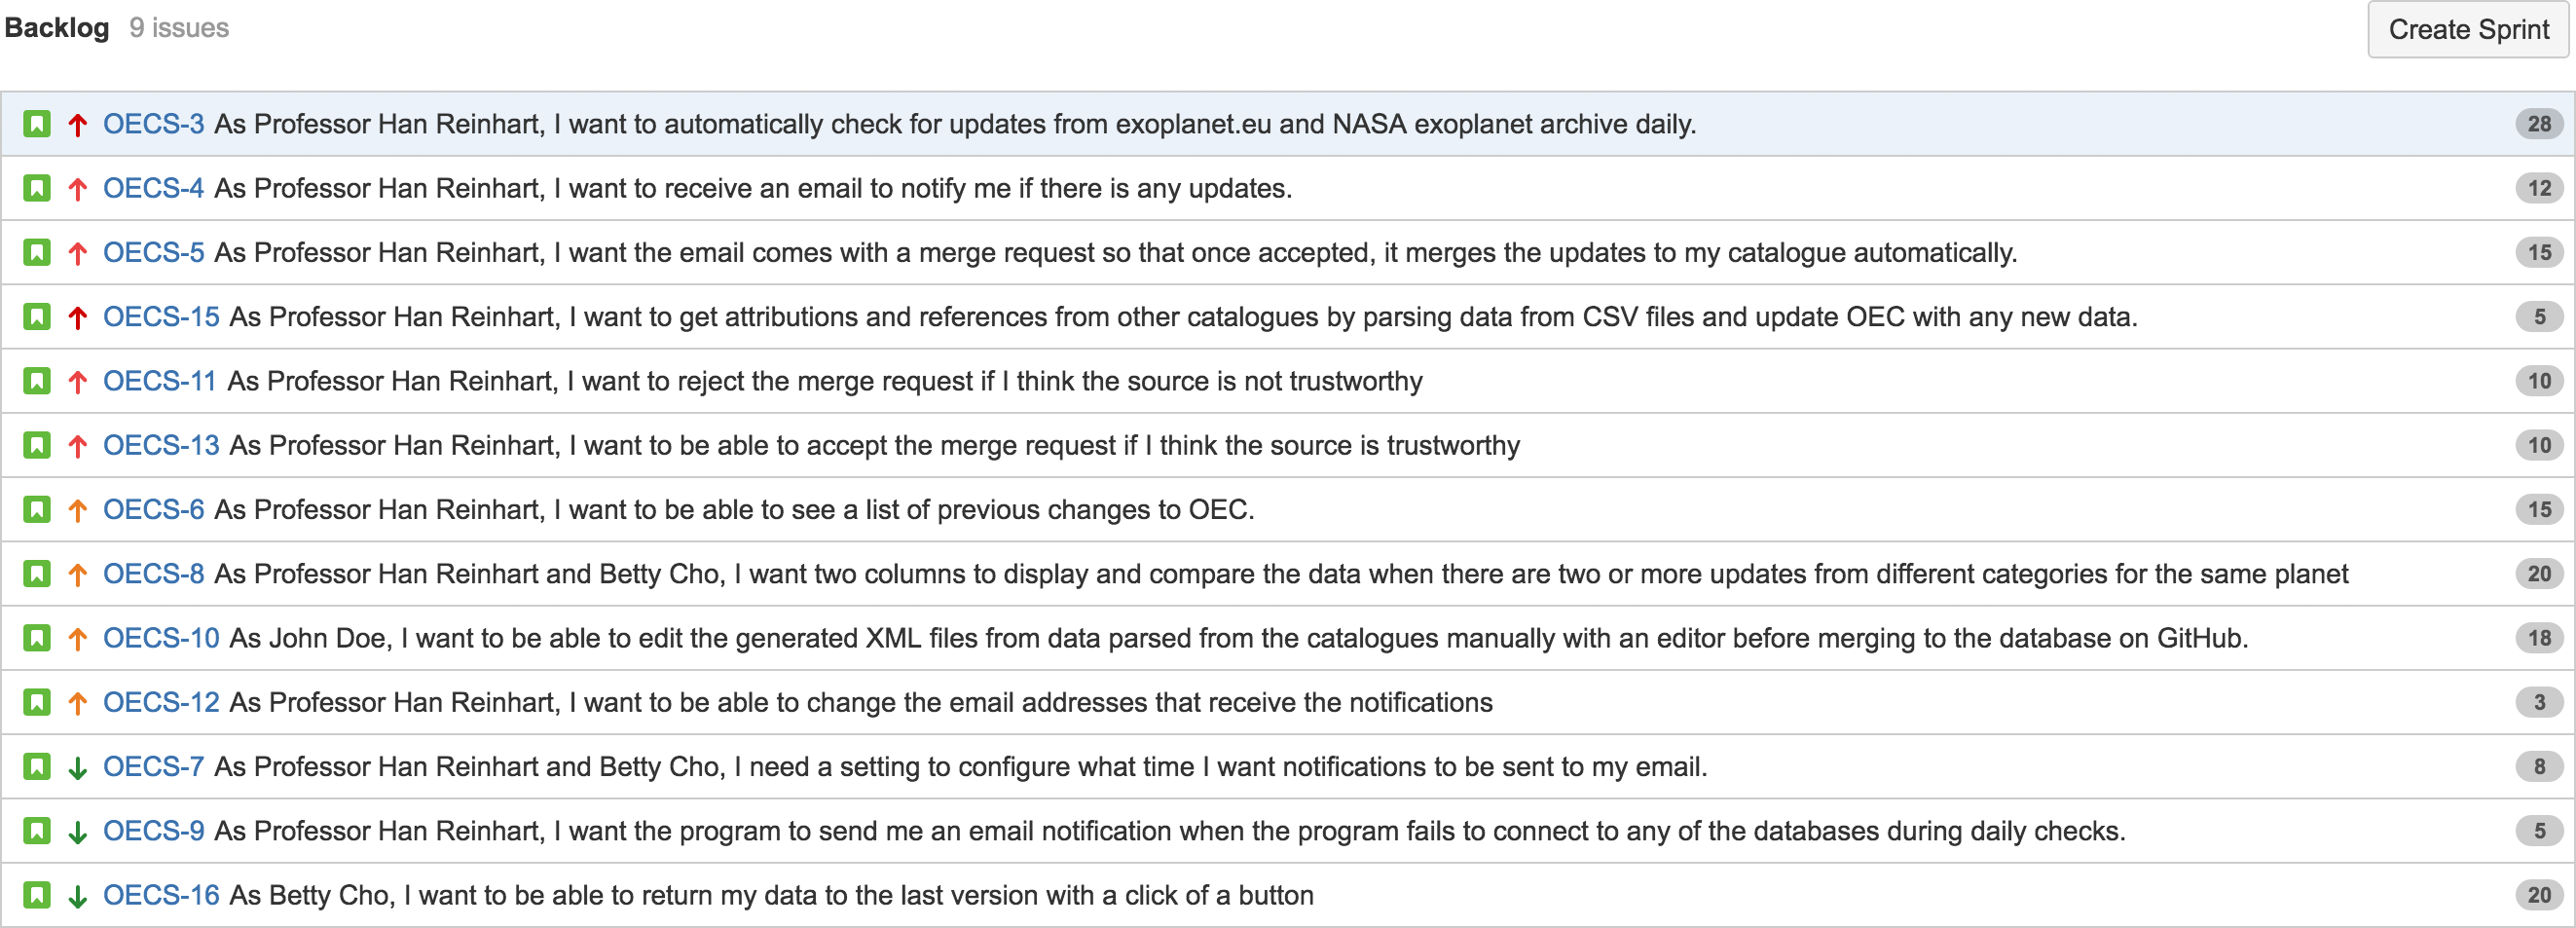 Backlog 9 issues Create Sprint
OECS-3 As Professor Han Reinhart, I want to automatically check for updates from exoplanet.eu and NASA exoplanet archive daily. 28
OECS-4 As Professor Han Reinhart, I want to receive an email to notify me if there is any updates. 12
OECS-5 As Professor Han Reinhart, I want the email comes with a merge request so that once accepted, it merges the updates to my catalogue automatically. 15
OECS-15 As Professor Han Reinhart, I want to get attributions and references from other catalogues by parsing data from CSV files and update OEC with any new data. 5
OECS-11 As Professor Han Reinhart, I want to reject the merge request if I think the source is not trustworthy 10
OECS-13 As Professor Han Reinhart, I want to be able to accept the merge request if I think the source is trustworthy 10
OECS-6 As Professor Han Reinhart, I want to be able to see a list of previous changes to OEC. 15
OECS-8 As Professor Han Reinhart and Betty Cho, I want two columns to display and compare the data when there are two or more updates from different categories for the same planet 20
OECS-10 As John Doe, I want to be able to edit the generated XML files from data parsed from the catalogues manually with an editor before merging to the database on GitHub. 18
OECS-12 As Professor Han Reinhart, I want to be able to change the email addresses that receive the notifications 3
OECS-7 As Professor Han Reinhart and Betty Cho, I need a setting to configure what time I want notifications to be sent to my email. 8
OECS-9 As Professor Han Reinhart, I want the program to send me an email notification when the program fails to connect to any of the databases during daily checks. 5
OECS-16 As Betty Cho, I want to be able to return my data to the last version with a click of a button 20